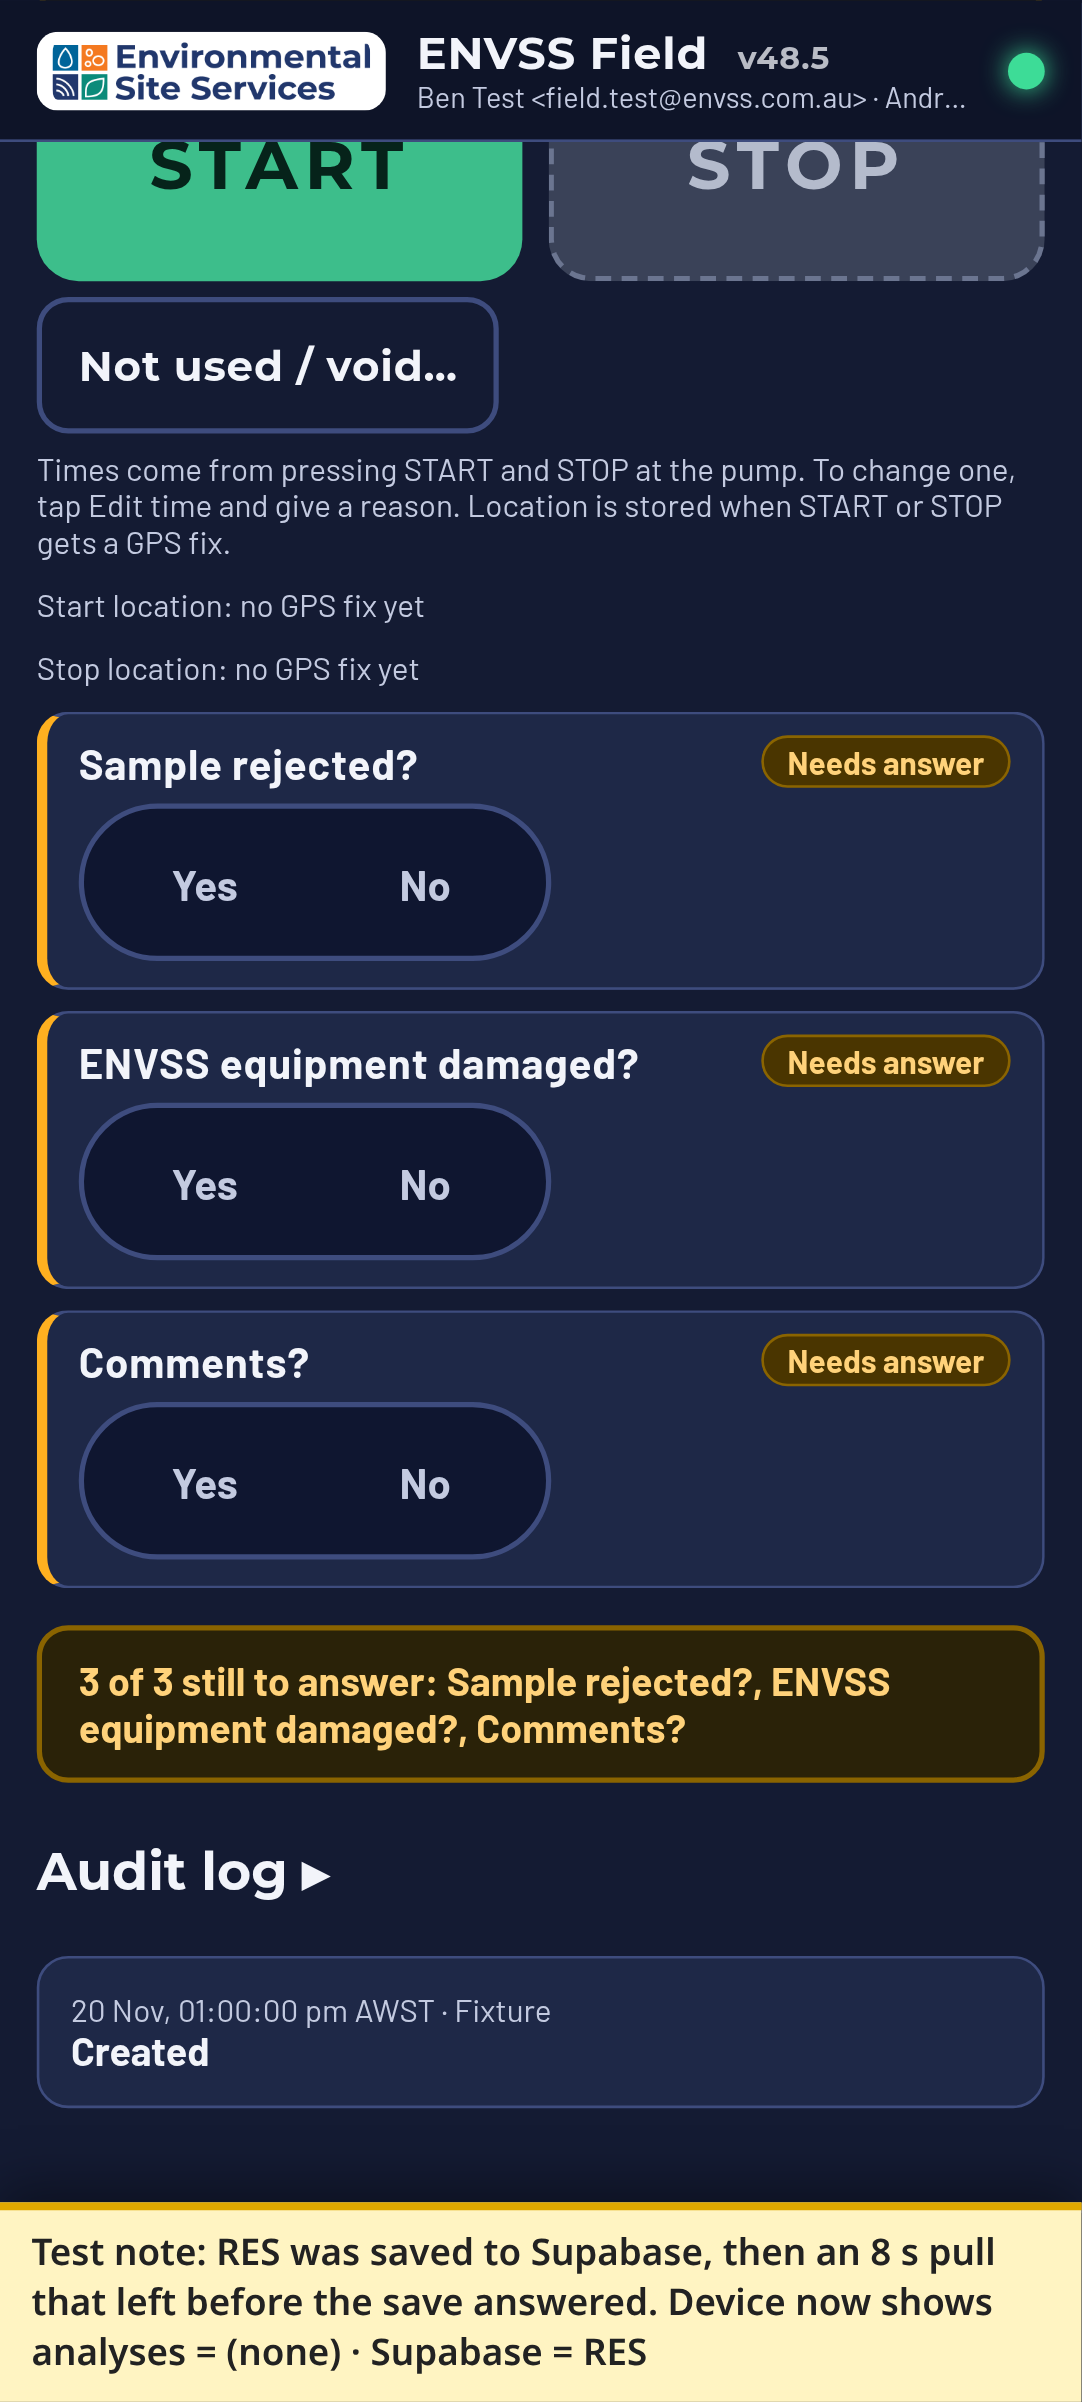 Environmental
Site Services
ENVSS Field v48.5
Ben Test <field.test@envss.com.au> · Andr...
START
STOP
Not used / void...
Times come from pressing START and STOP at the pump. To change one,
tap Edit time and give a reason. Location is stored when START or STOP
gets a GPS fix.
Start location: no GPS fix yet
Stop location: no GPS fix yet
Sample rejected?
Needs answer
Yes No
ENVSS equipment damaged?
Needs answer
Yes No
Comments?
Needs answer
Yes No
3 of 3 still to answer: Sample rejected?, ENVSS
equipment damaged?, Comments?
Audit log ▸
20 Nov, 01:00:00 pm AWST · Fixture
Created
Test note: RES was saved to Supabase, then an 8 s pull
that left before the save answered. Device now shows
analyses = (none) · Supabase = RES